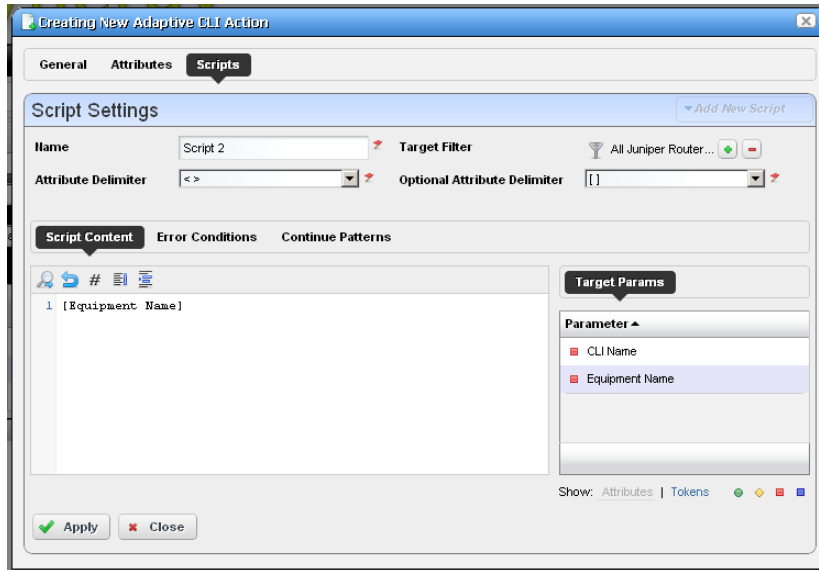 Creating New Adaptive CLI Action
General Attributes Scripts
Script Settings
Add New Script
Name Script 2 Target Filter All Juniper Router...
Attribute Delimiter < > Optional Attribute Delimiter [ ]
Script Content Error Conditions Continue Patterns
#
Target Params
1 [Equipment Name]
Parameter
CLI Name
Equipment Name
Show: Attributes | Tokens
Apply Close